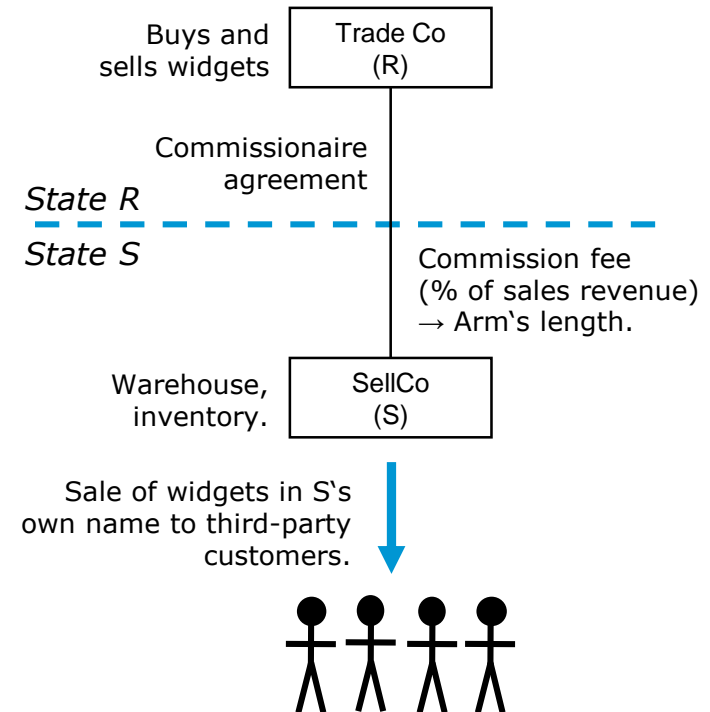 Buys and
sells widgets
Trade Co
(R)
Commissionaire
agreement
State R
State S
Commission fee
(% of sales revenue)
→ Arm‘s length.
Warehouse,
inventory.
SellCo
(S)
Sale of widgets in S‘s
own name to third-party
customers.